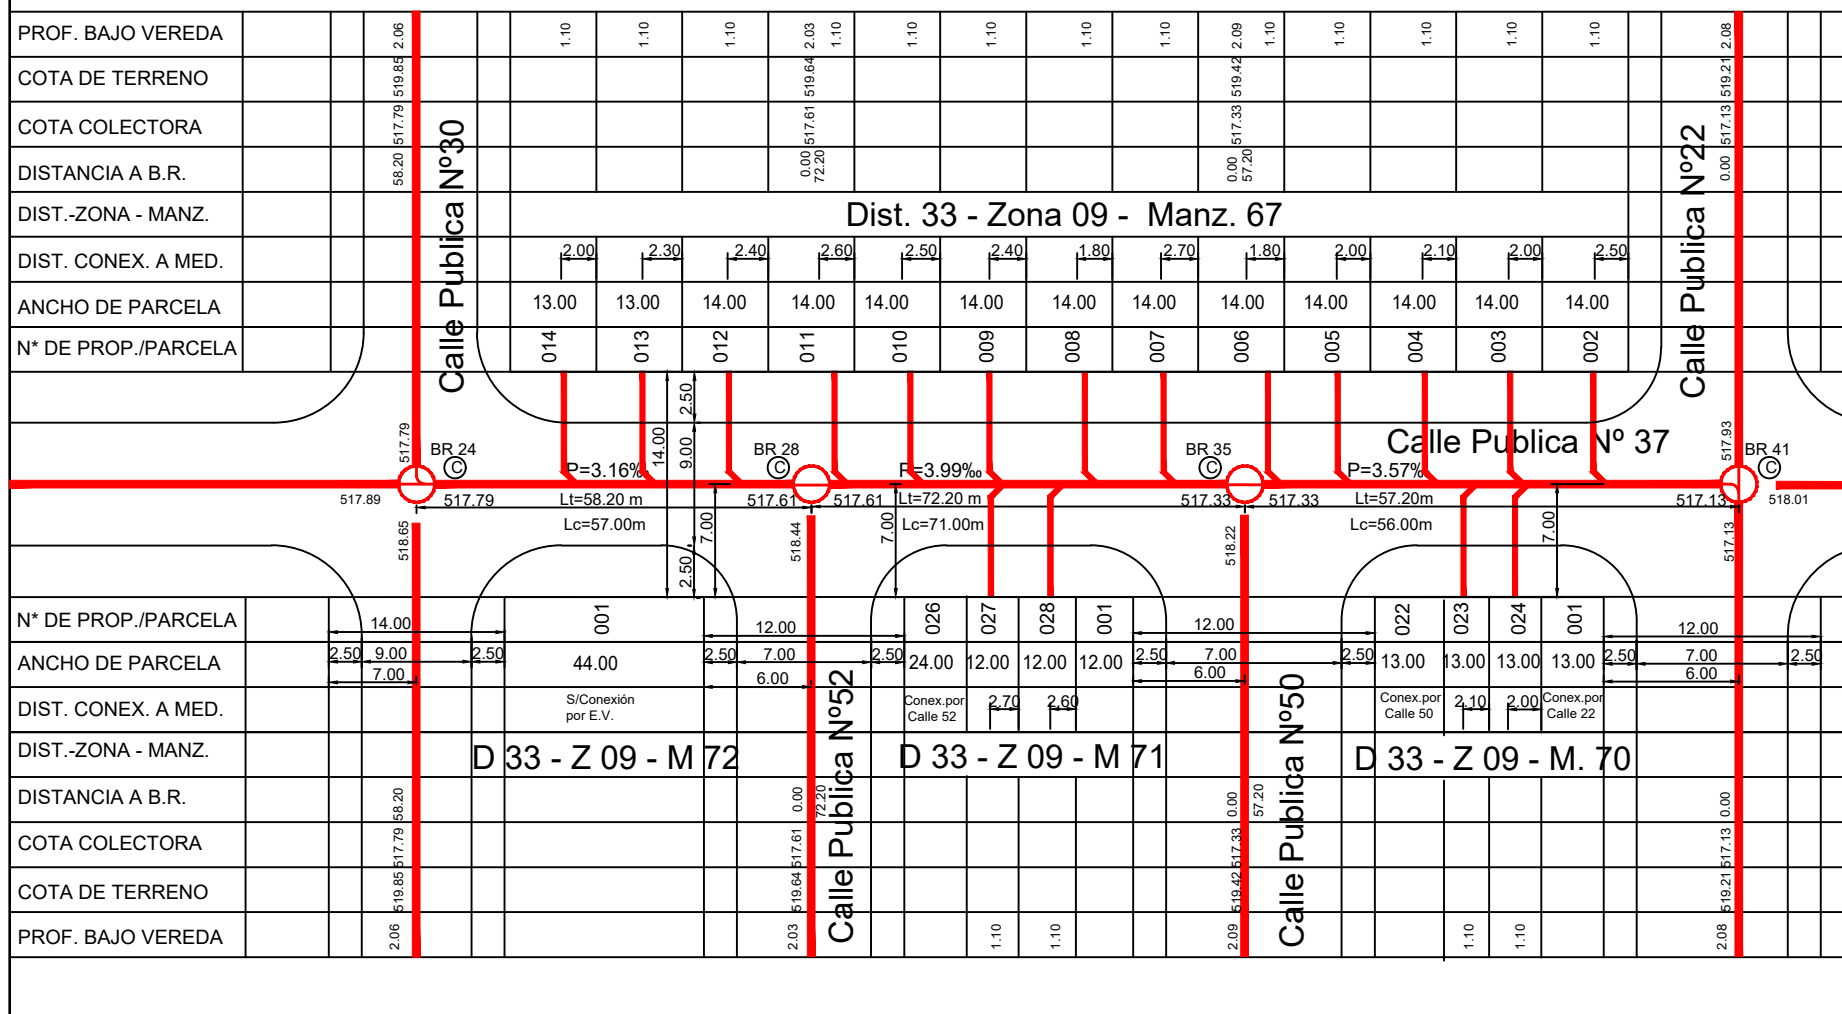 PROF. BAJO VEREDA 2.06 1.10 1.10 1.10 2.03 1.10 1.10 1.10 1.10 1.10 2.09 1.10 1.10 1.10 1.10 1.10 2.08
COTA DE TERRENO 519.85 519.64 519.42 519.21
COTA COLECTORA 517.79 517.61 517.33 517.13
DISTANCIA A B.R. 58.20 0.00 72.20 0.00 57.20 0.00
Calle Publica Nº30
Calle Publica Nº22
DIST.-ZONA - MANZ. Dist. 33 - Zona 09 - Manz. 67
DIST. CONEX. A MED. 2.00 2.30 2.40 2.60 2.50 2.40 1.80 2.70 1.80 2.00 2.10 2.00 2.50
ANCHO DE PARCELA 13.00 13.00 14.00 14.00 14.00 14.00 14.00 14.00 14.00 14.00 14.00 14.00 14.00
N* DE PROP./PARCELA 014 013 012 011 010 009 008 007 006 005 004 003 002
2.50
14.00
9.00
517.79
517.93
Calle Publica Nº 37
BR 24 BR 28 BR 35 BR 41
C C C C
P=3.16‰ P=3.99‰ P=3.57‰
517.89 517.79 Lt=58.20 m 517.61 517.61 Lt=72.20 m 517.33 517.33 Lt=57.20 m 517.13 518.01
Lc=57.00m Lc=71.00m Lc=56.00m
518.65 7.00 518.44 7.00 518.22 7.00 517.13
2.50
N* DE PROP./PARCELA 001 026 027 028 001 022 023 024 001
14.00 12.00 12.00 12.00
ANCHO DE PARCELA 2.50 9.00 2.50 44.00 2.50 7.00 2.50 24.00 12.00 12.00 12.00 2.50 7.00 2.50 13.00 13.00 13.00 13.00 2.50 7.00 2.50
7.00 6.00 6.00 6.00
DIST. CONEX. A MED. S/Conexión Conex.por 2.70 2.60 Conex.por 2.10 2.00 Conex.por
por E.V. Calle 52 Calle 50 Calle 22
Calle Publica Nº52
Calle Publica Nº50
DIST.-ZONA - MANZ. D 33 - Z 09 - M 72 D 33 - Z 09 - M 71 D 33 - Z 09 - M. 70
DISTANCIA A B.R. 58.20 0.00 72.20 0.00 57.20 0.00
COTA COLECTORA 517.79 517.61 517.33 517.13
COTA DE TERRENO 519.85 519.64 519.42 519.21
PROF. BAJO VEREDA 2.06 2.03 1.10 1.10 2.09 1.10 1.10 2.08